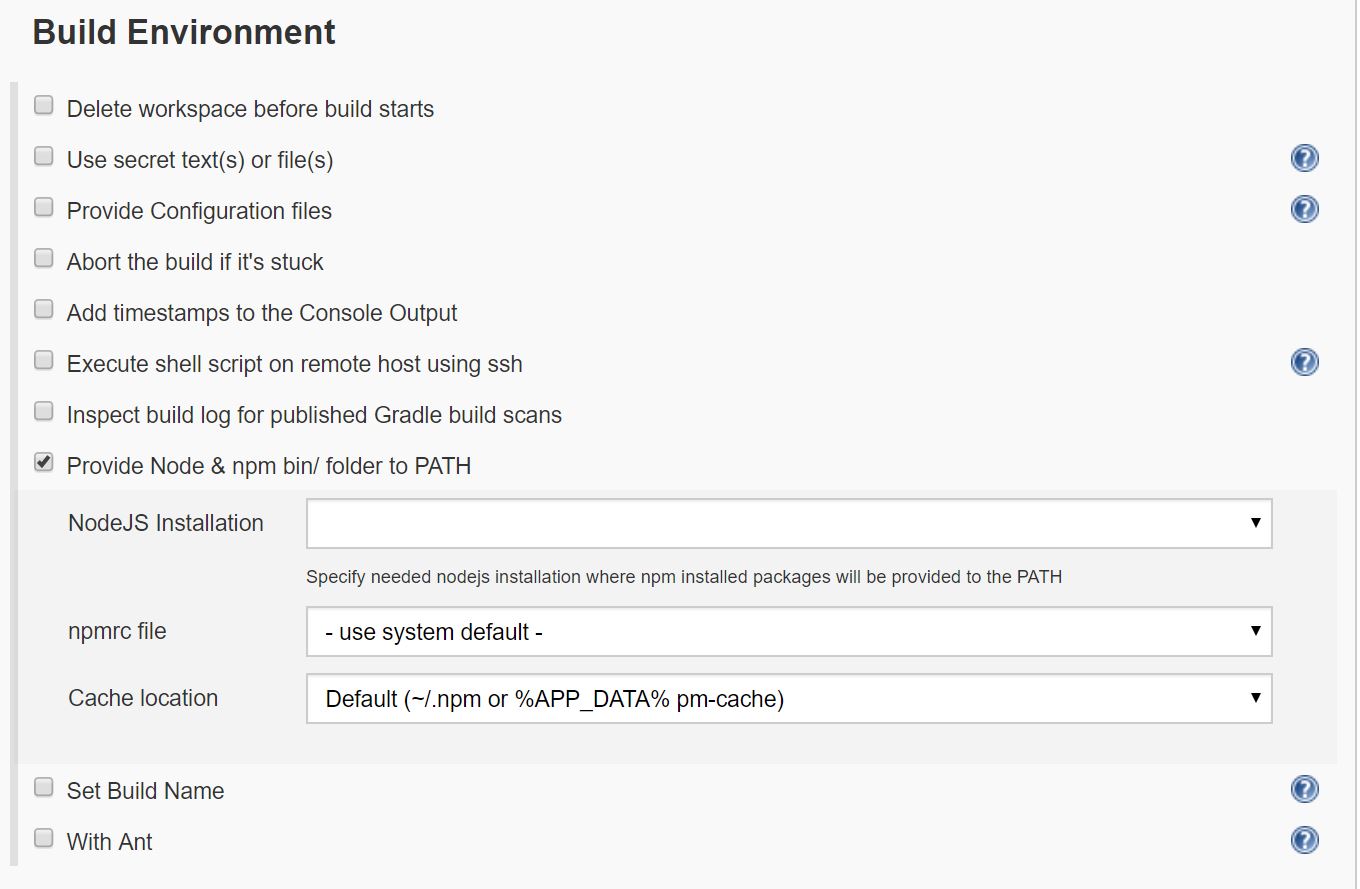 Build Environment
Delete workspace before build starts
Use secret text(s) or file(s)
Provide Configuration files
Abort the build if it's stuck
Add timestamps to the Console Output
Execute shell script on remote host using ssh
Inspect build log for published Gradle build scans
Provide Node & npm bin/ folder to PATH
NodeJS Installation
Specify needed nodejs installation where npm installed packages will be provided to the PATH
npmrc file - use system default -
Cache location Default (~/.npm or %APP_DATA% pm-cache)
Set Build Name
With Ant